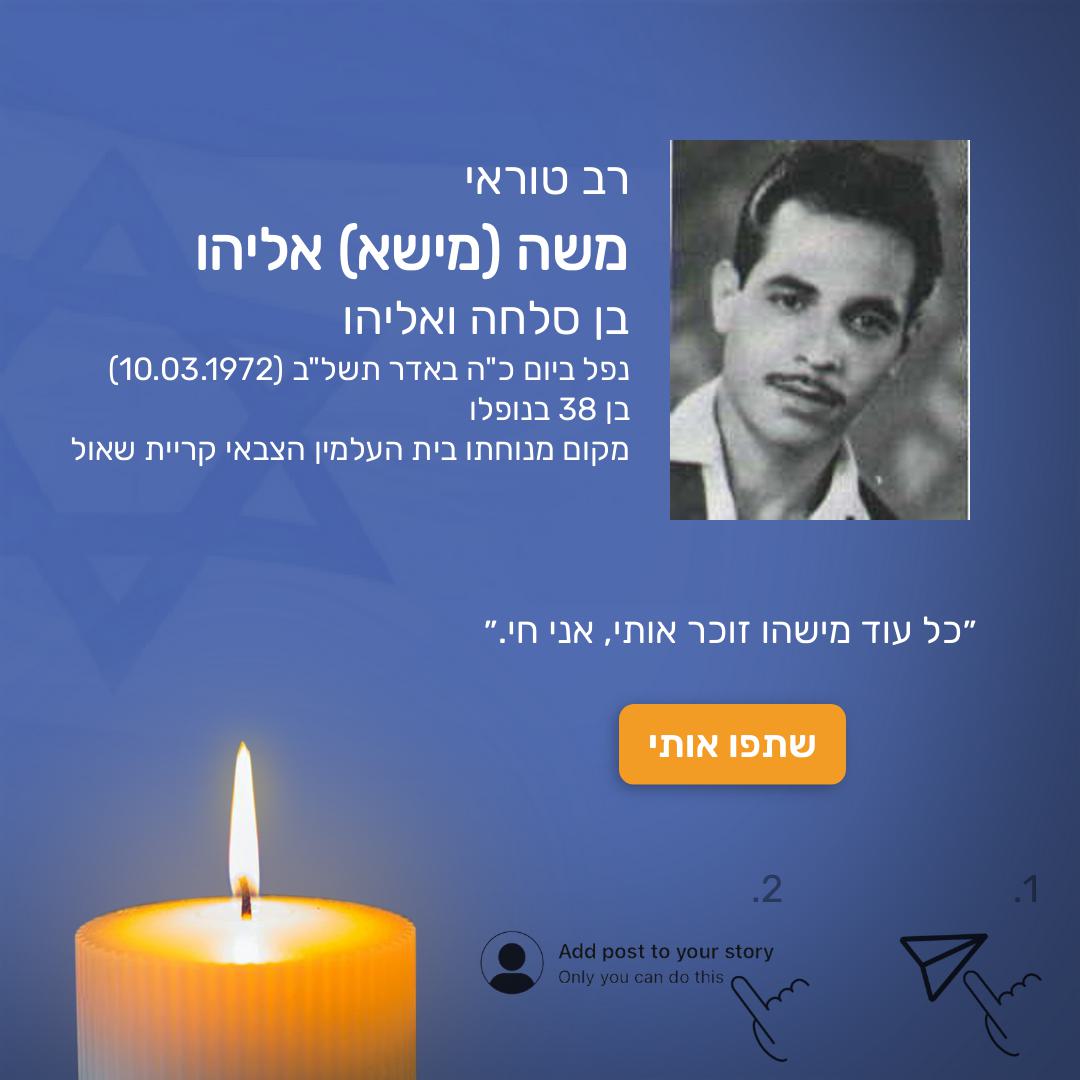 רב טוראי
משה (מישא) אליהו
בן סלחה ואליהו
נפל ביום כ"ה באדר תשל"ב (10.03.1972)
בן 38 בנופלו
מקום מנוחתו בית העלמין הצבאי קריית שאול
״כל עוד מישהו זוכר אותי, אני חי.״
שתפו אותי
.1
.2
Add post to your story
Only you can do this